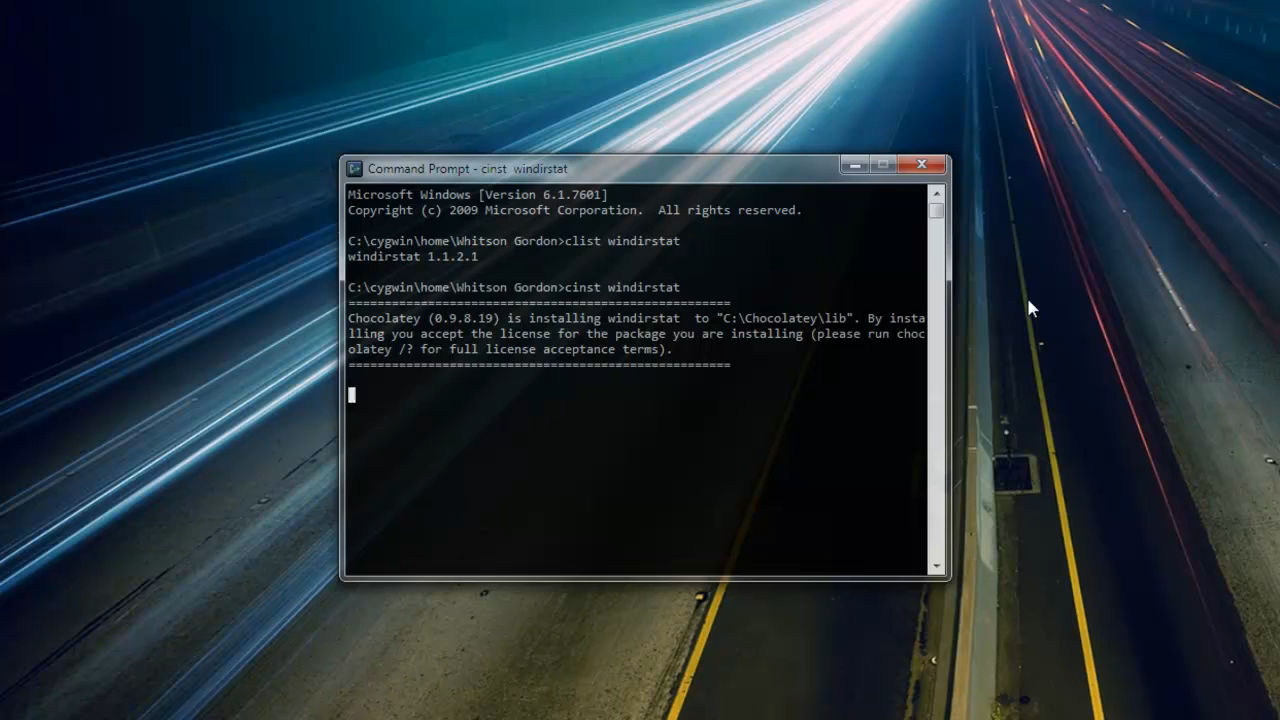 Command Prompt - cinst  windirstat
Microsoft Windows [Version 6.1.7601]
Copyright (c) 2009 Microsoft Corporation.  All rights reserved.
C:\cygwin\home\Whitson Gordon>clist windirstat
windirstat 1.1.2.1
C:\cygwin\home\Whitson Gordon>cinst windirstat
=====================================================
Chocolatey (0.9.8.19) is installing windirstat  to "C:\Chocolatey\lib". By insta
lling you accept the license for the package you are installing (please run choc
olatey /? for full license acceptance terms).
=====================================================